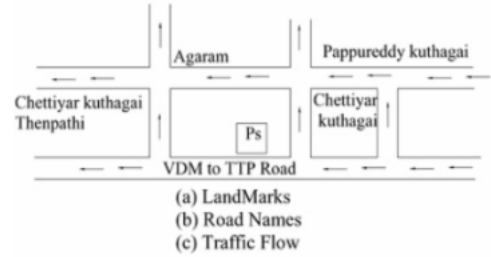 Agaram
Pappureddy kuthagai
Chettiyar kuthagai
Thenpathi
Chettiyar
kuthagai
Ps
VDM to TTP Road
(a) LandMarks
(b) Road Names
(c) Traffic Flow